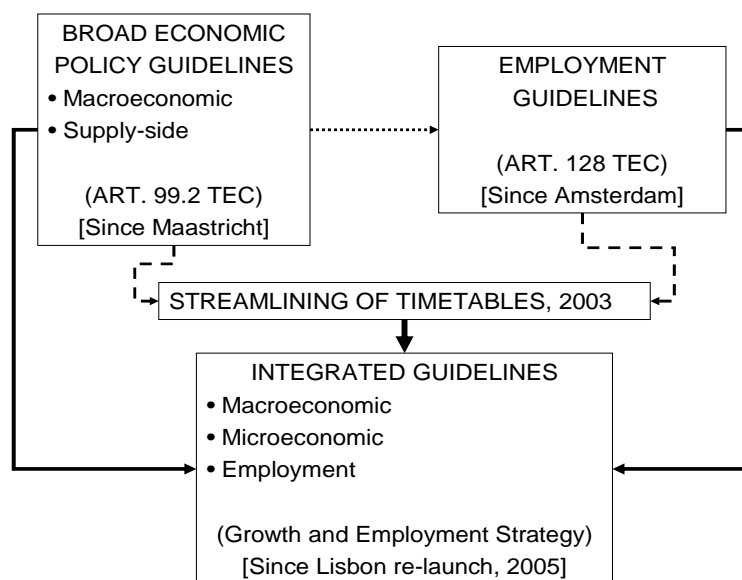 BROAD ECONOMIC
POLICY GUIDELINES
• Macroeconomic
• Supply-side
(ART. 99.2 TEC)
[Since Maastricht]
EMPLOYMENT
GUIDELINES
(ART. 128 TEC)
[Since Amsterdam]
STREAMLINING OF TIMETABLES, 2003
INTEGRATED GUIDELINES
• Macroeconomic
• Microeconomic
• Employment
(Growth and Employment Strategy)
[Since Lisbon re-launch, 2005]